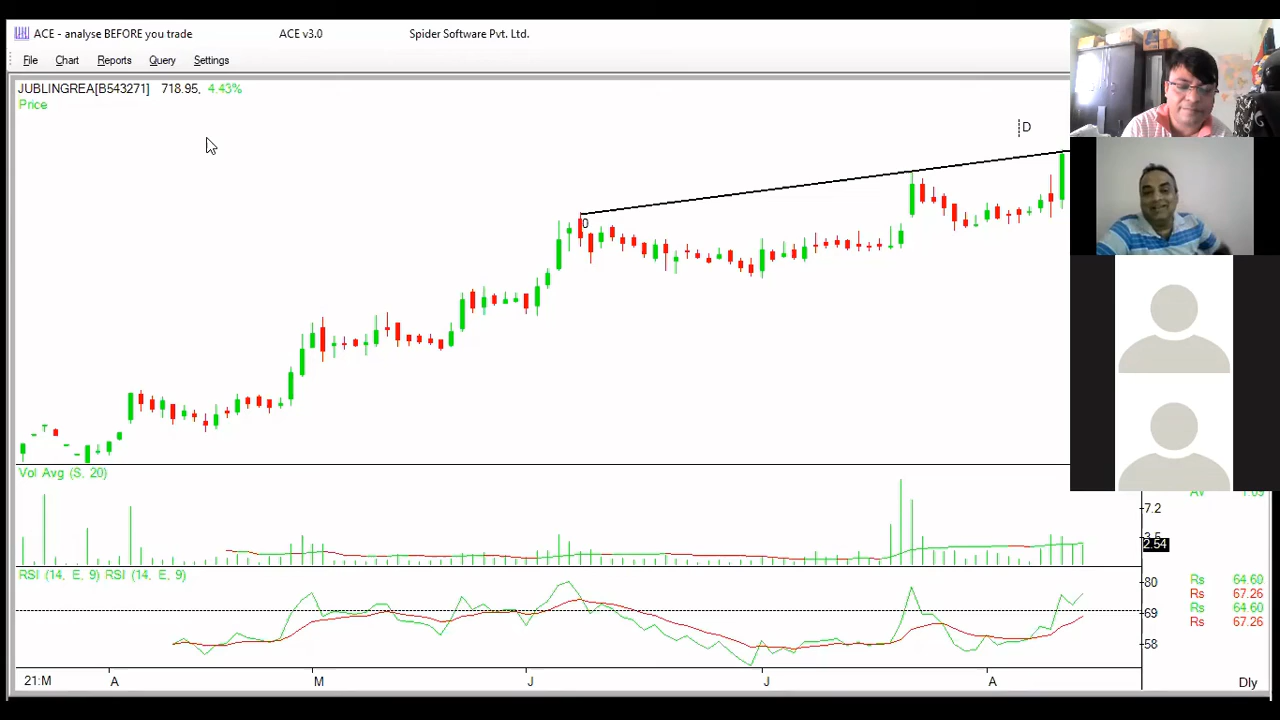 ACE - analyse BEFORE you trade ACE v3.0 Spider Software Pvt. Ltd.
File Chart Reports Query Settings
JUBLINGREA[B543271] 718.95, 4.43%
Price
D
0
Vol Avg (S, 20)
7.2
2.54
RSI (14, E, 9) RSI (14, E, 9)
80
69
58
Rs 64.60
Rs 67.26
Rs 64.60
Rs 67.26
21:M A M J J A Dly